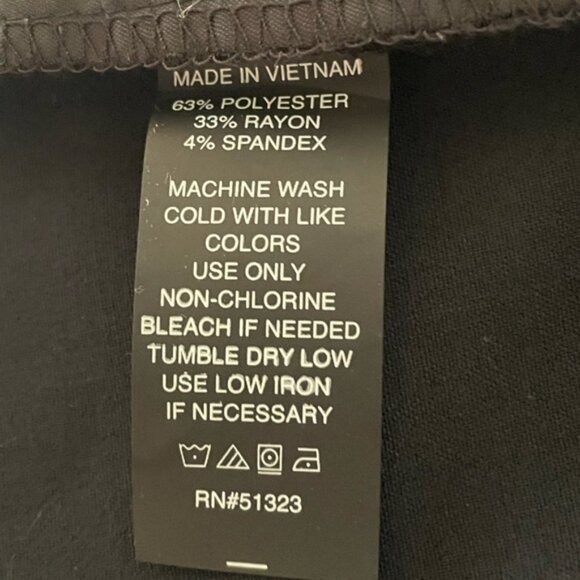 MADE IN VIETNAM
63% POLYESTER
33% RAYON
4% SPANDEX
MACHINE WASH
COLD WITH LIKE
COLORS
USE ONLY
NON-CHLORINE
BLEACH IF NEEDED
TUMBLE DRY LOW
USE LOW IRON
IF NECESSARY
RN#51323